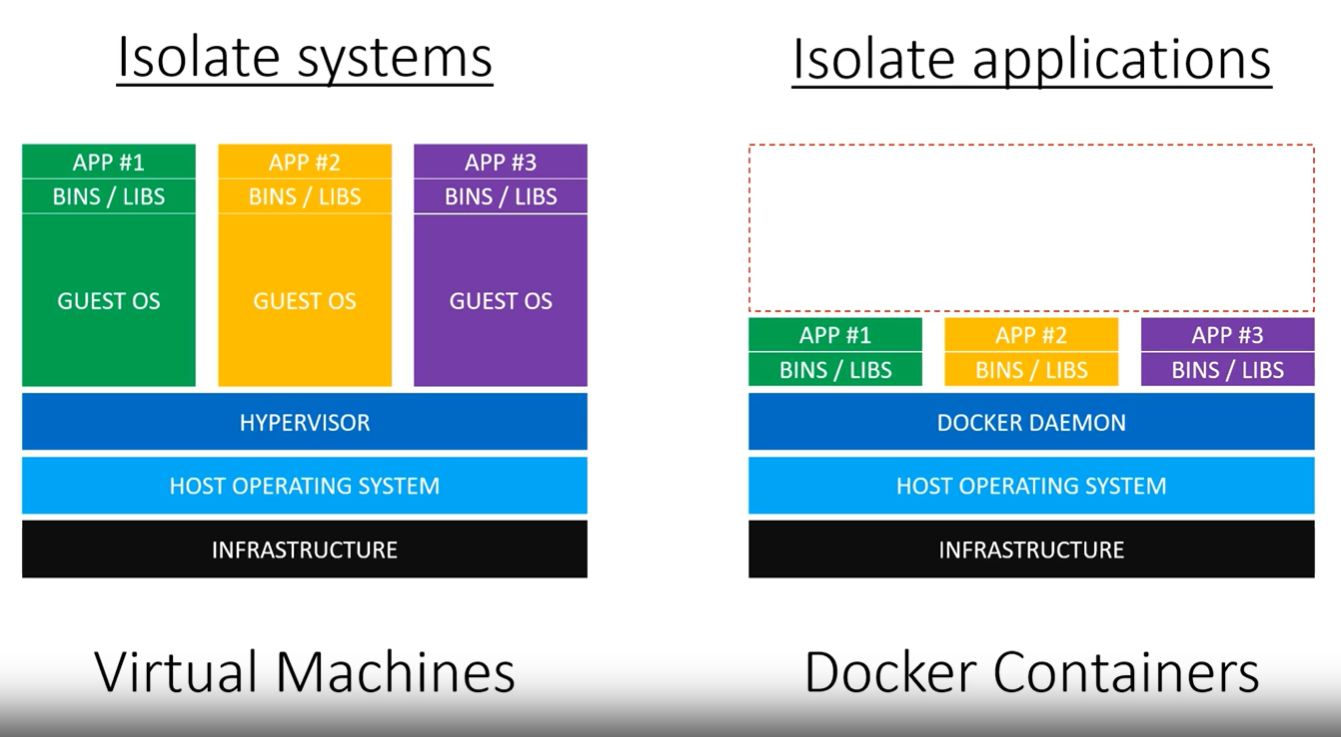 Isolate systems
APP #1
BINS / LIBS
GUEST OS
APP #2
BINS / LIBS
GUEST OS
APP #3
BINS / LIBS
GUEST OS
HYPERVISOR
HOST OPERATING SYSTEM
INFRASTRUCTURE
Virtual Machines
Isolate applications
APP #1
BINS / LIBS
APP #2
BINS / LIBS
APP #3
BINS / LIBS
DOCKER DAEMON
HOST OPERATING SYSTEM
INFRASTRUCTURE
Docker Containers